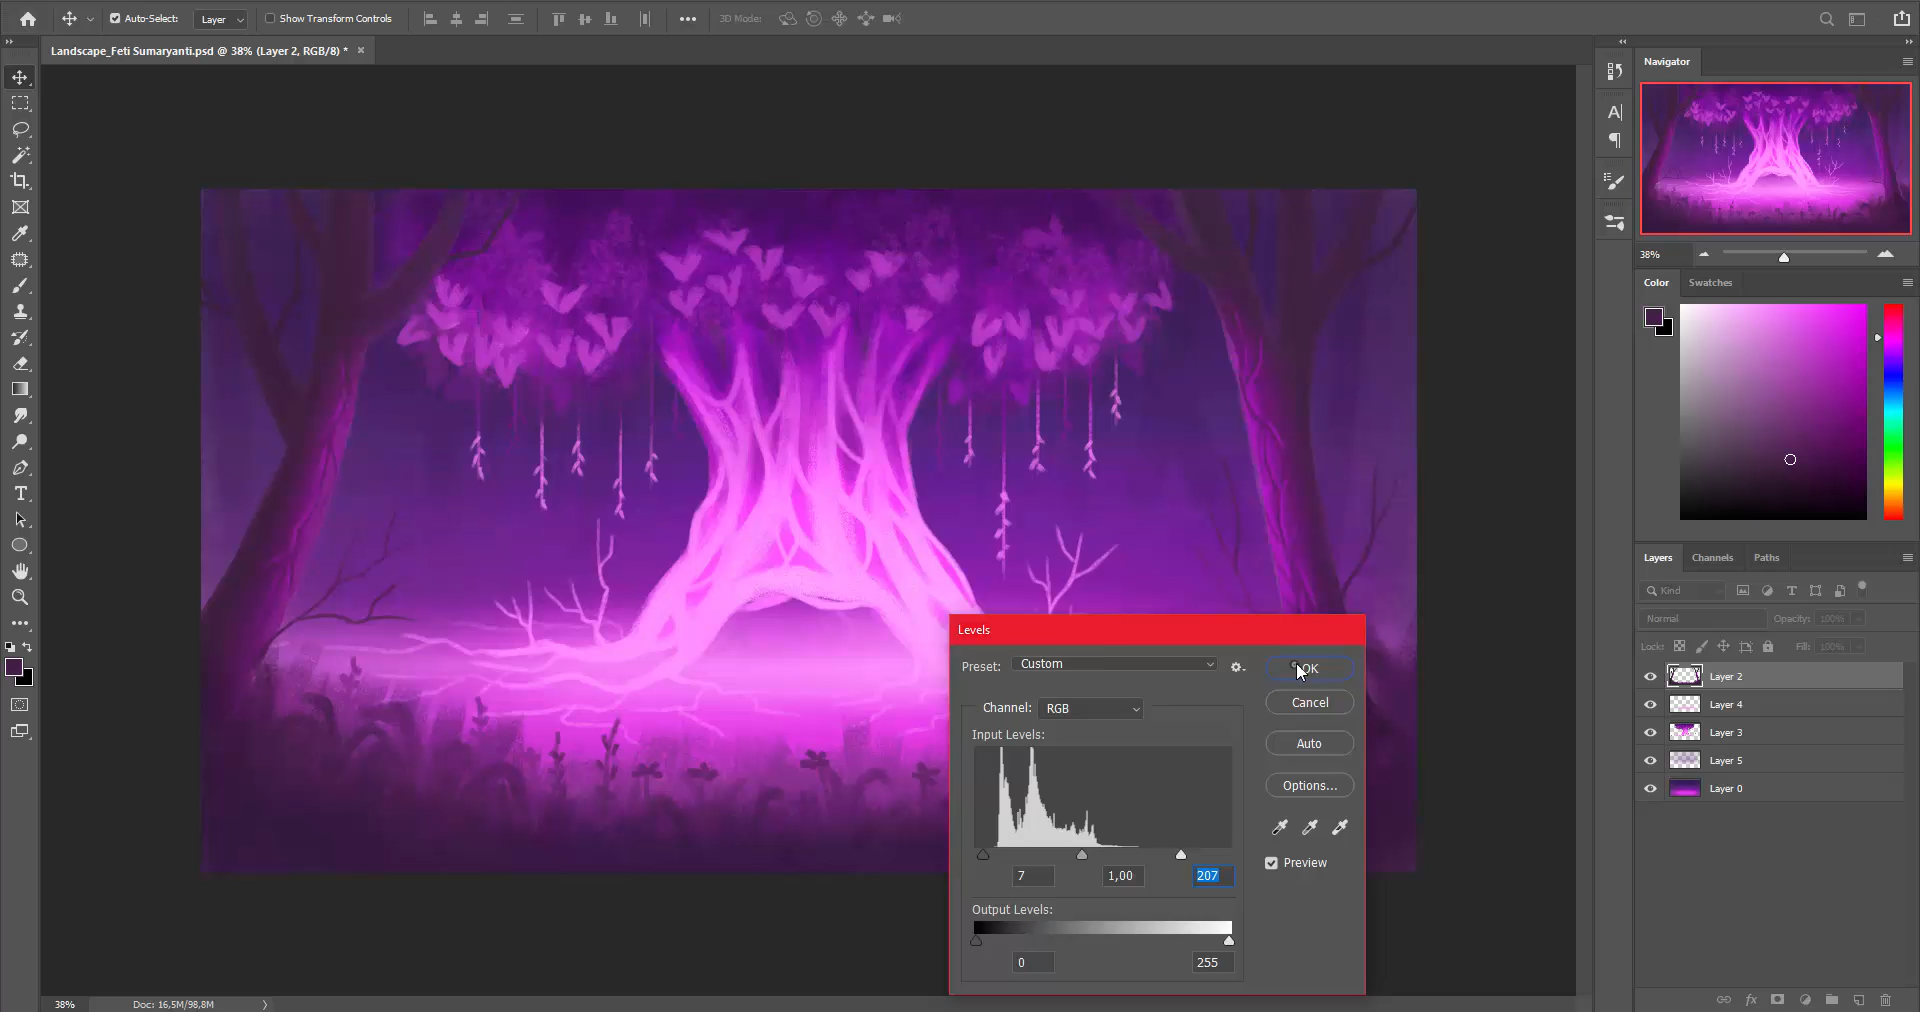 Auto-Select: Layer Show Transform Controls 3D Mode:
Landscape_Feti Sumaryanti.psd @ 38% (Layer 2, RGB/8) *
Navigator
38%
Color Swatches
Layers Channels Paths
Kind
Normal Opacity: 100%
Lock: Fill: 100%
Layer 2
Layer 4
Layer 3
Layer 5
Layer 0
Levels
Preset: Custom
OK
Cancel
Channel: RGB
Input Levels:
Auto
Options...
Preview
7 1,00 207
Output Levels:
0 255
38% Doc: 16,5M/98,8M